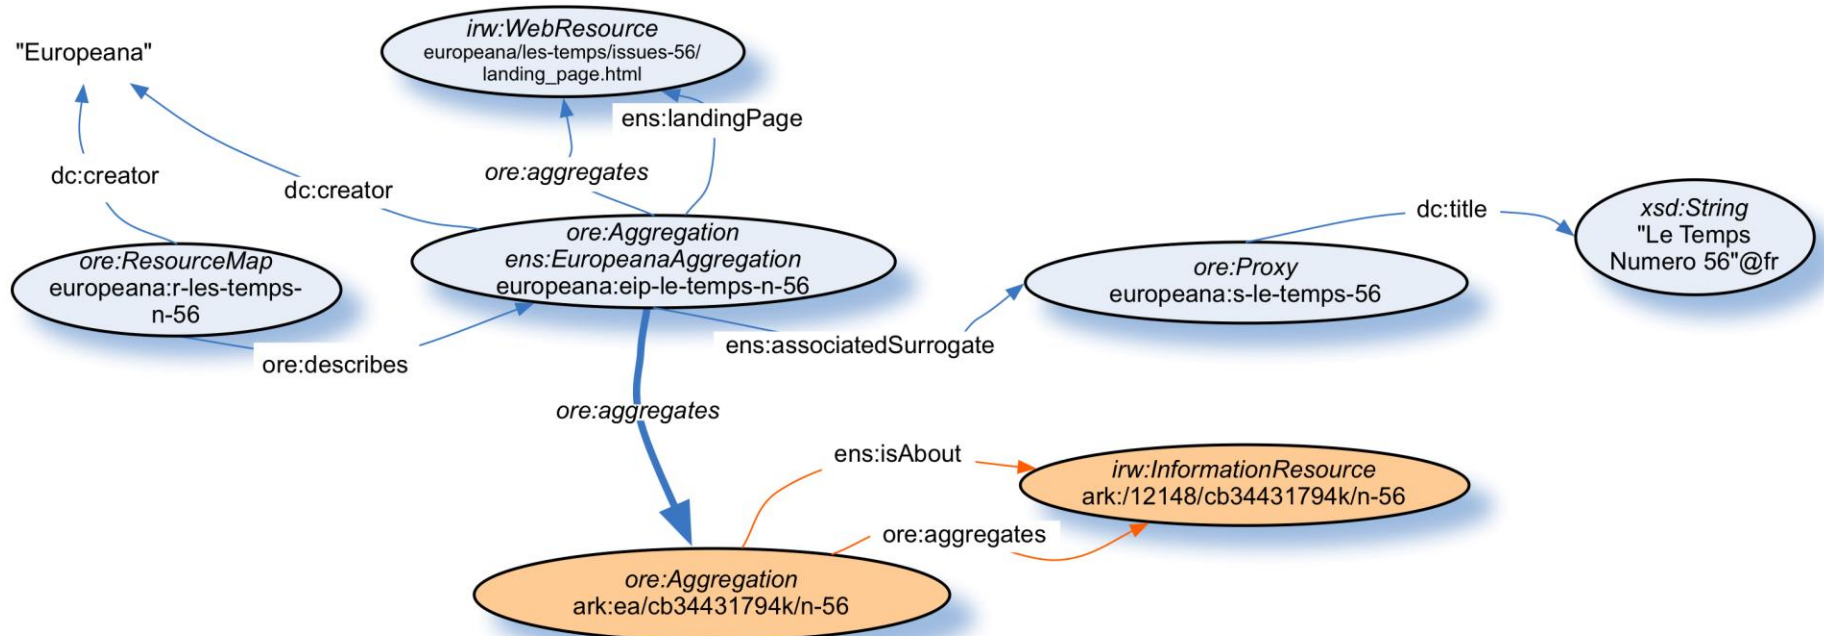 irw:WebResource
europeana/les-temps/issues-56/
landing_page.html
"Europeana"
ens:landingPage
ore:aggregates
dc:creator
dc:creator
dc:title
xsd:String
"Le Temps
Numero 56"@fr
ore:Aggregation
ens:EuropeanaAggregation
europeana:eip-le-temps-n-56
ore:ResourceMap
europeana:r-les-temps-
n-56
ore:Proxy
europeana:s-le-temps-56
ore:describes
ens:associatedSurrogate
ore:aggregates
ens:isAbout
irw:InformationResource
ark:/12148/cb34431794k/n-56
ore:aggregates
ore:Aggregation
ark:ea/cb34431794k/n-56